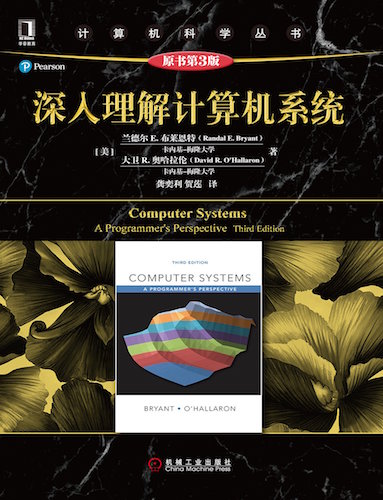 计算机科学丛书
华章教育
Pearson
原书第3版
深入理解计算机系统
兰德尔 E. 布莱恩特（Randal E. Bryant）
卡内基-梅隆大学
[美]
著
大卫 R. 奥哈拉伦（David R. O'Hallaron）
卡内基-梅隆大学
龚奕利 贺莲 译
Computer Systems
A Programmer's Perspective Third Edition
THIRD EDITION
COMPUTER SYSTEMS
A PROGRAMMER'S PERSPECTIVE
BRYANT • O'HALLARON
机械工业出版社
China Machine Press